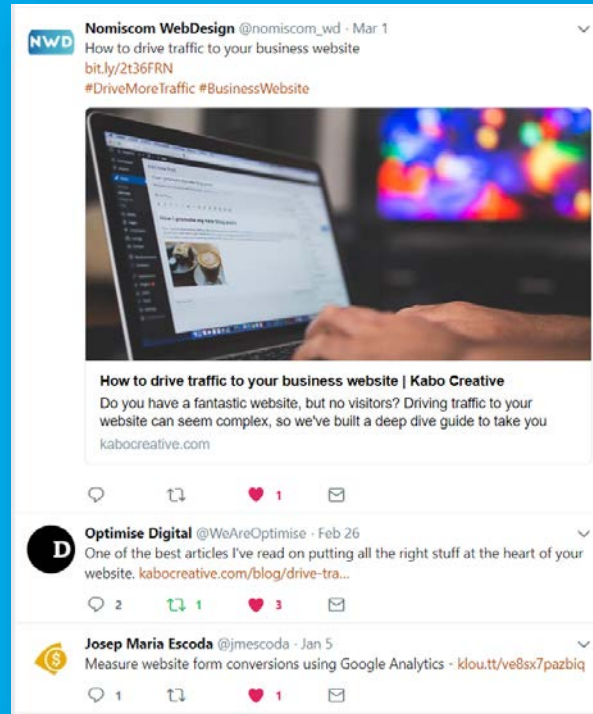 NWD
Nomiscom WebDesign @nomiscom_wd · Mar 1
How to drive traffic to your business website
bit.ly/2t36FRN
#DriveMoreTraffic #BusinessWebsite
How to drive traffic to your business website | Kabo Creative
Do you have a fantastic website, but no visitors? Driving traffic to your
website can seem complex, so we've built a deep dive guide to take you
kabocreative.com
1
D
Optimise Digital @WeAreOptimise · Feb 26
One of the best articles I've read on putting all the right stuff at the heart of your
website. kabocreative.com/blog/drive-tra...
2 1 3
Josep Maria Escoda @jmescoda · Jan 5
Measure website form conversions using Google Analytics - klou.tt/ve8sx7pazbiq
1 1